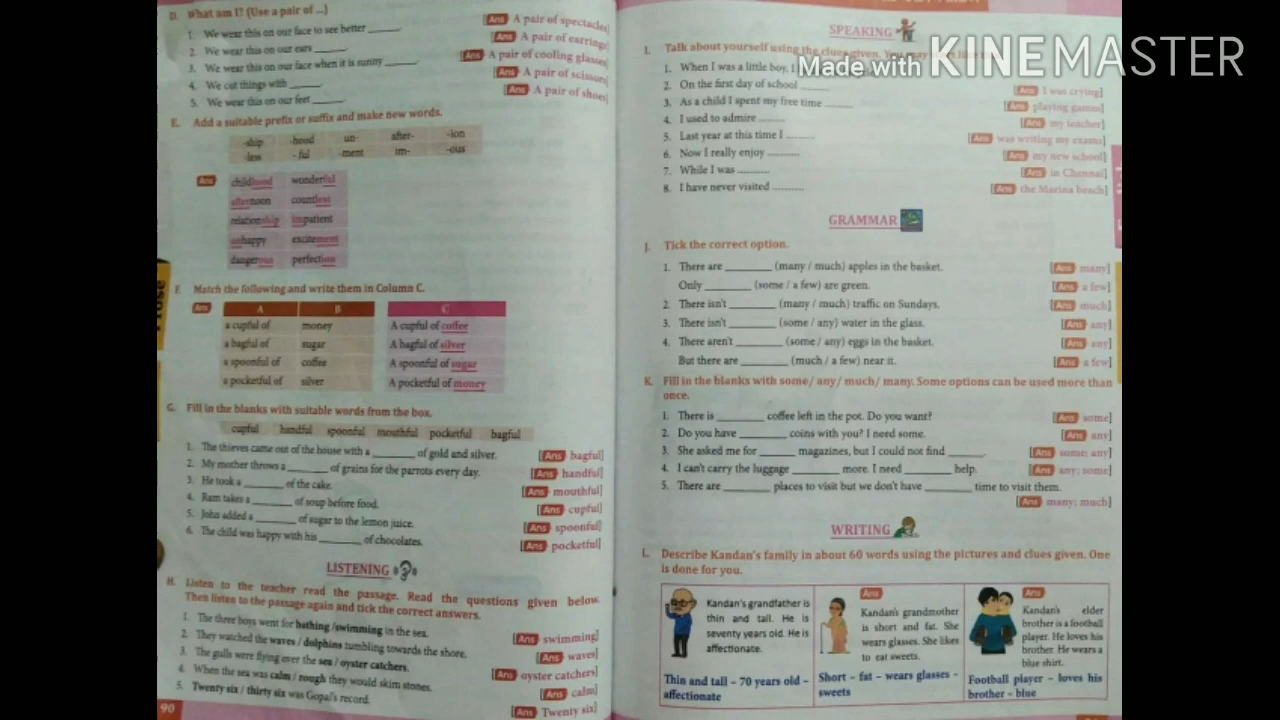 D. What am I? (Use a pair of ...)
1. We wear this on our face to see better ______. [Ans A pair of spectacles]
2. We wear this on our ears ______. [Ans A pair of earrings]
3. We wear this on our face when it is sunny ______. [Ans A pair of cooling glasses]
4. We cut things with ______. [Ans A pair of scissors]
5. We wear this on our feet ______. [Ans A pair of shoes]
E. Add a suitable prefix or suffix and make new words.
-ship -hood un- after- -ion
-less - ful -ment im- -ous
Ans childhood wonderful
afternoon countless
relationship impatient
unhappy excitement
dangerous perfection
F. Match the following and write them in Column C.
Ans A B C
a cupful of money A cupful of coffee
a bagful of sugar A bagful of silver
a spoonful of coffee A spoonful of sugar
a pocketful of silver A pocketful of money
G. Fill in the blanks with suitable words from the box.
cupful handful spoonful mouthful pocketful bagful
1. The thieves came out of the house with a ______ of gold and silver. [Ans bagful]
2. My mother throws a ______ of grains for the parrots every day. [Ans handful]
3. He took a ______ of the cake. [Ans mouthful]
4. Ram takes a ______ of soup before food. [Ans cupful]
5. John added a ______ of sugar to the lemon juice. [Ans spoonful]
6. The child was happy with his ______ of chocolates. [Ans pocketful]
LISTENING
H. Listen to the teacher read the passage. Read the questions given below.
Then listen to the passage again and tick the correct answers.
1. The three boys went for bathing /swimming in the sea. [Ans swimming]
2. They watched the waves / dolphins tumbling towards the shore. [Ans waves]
3. The gulls were flying over the sea / oyster catchers. [Ans oyster catchers]
4. When the sea was calm / rough they would skim stones. [Ans calm]
5. Twenty six / thirty six was Gopal's record. [Ans Twenty six]
90
SPEAKING
I. Talk about yourself using the clues given. You may
Made with KINEMASTER
1. When I was a little boy, I
2. On the first day of school ______ [Ans I was crying]
3. As a child I spent my free time ______ [Ans playing games]
4. I used to admire ______ [Ans my teacher]
5. Last year at this time I ______ [Ans was writing my exams]
6. Now I really enjoy ______ [Ans my new school]
7. While I was ______ [Ans in Chennai]
8. I have never visited ______ [Ans the Marina beach]
GRAMMAR
J. Tick the correct option.
1. There are ______ (many / much) apples in the basket. [Ans many]
Only ______ (some / a few) are green. [Ans a few]
2. There isn't ______ (many / much) traffic on Sundays. [Ans much]
3. There isn't ______ (some / any) water in the glass. [Ans any]
4. There aren't ______ (some / any) eggs in the basket. [Ans any]
But there are ______ (much / a few) near it. [Ans a few]
K. Fill in the blanks with some/ any/ much/ many. Some options can be used more than
once.
1. There is ______ coffee left in the pot. Do you want? [Ans some]
2. Do you have ______ coins with you? I need some. [Ans any]
3. She asked me for ______ magazines, but I could not find ______. [Ans some; any]
4. I can't carry the luggage ______ more. I need ______ help. [Ans any; some]
5. There are ______ places to visit but we don't have ______ time to visit them.
[Ans many; much]
WRITING
L. Describe Kandan's family in about 60 words using the pictures and clues given. One
is done for you.
Kandan's grandfather is
thin and tall. He is
seventy years old. He is
affectionate.
Thin and tall – 70 years old –
affectionate
Ans
Kandan's grandmother
is short and fat. She
wears glasses. She likes
to eat sweets.
Short – fat – wears glasses –
sweets
Ans
Kandan's elder
brother is a football
player. He loves his
brother. He wears a
blue shirt.
Football player – loves his
brother – blue